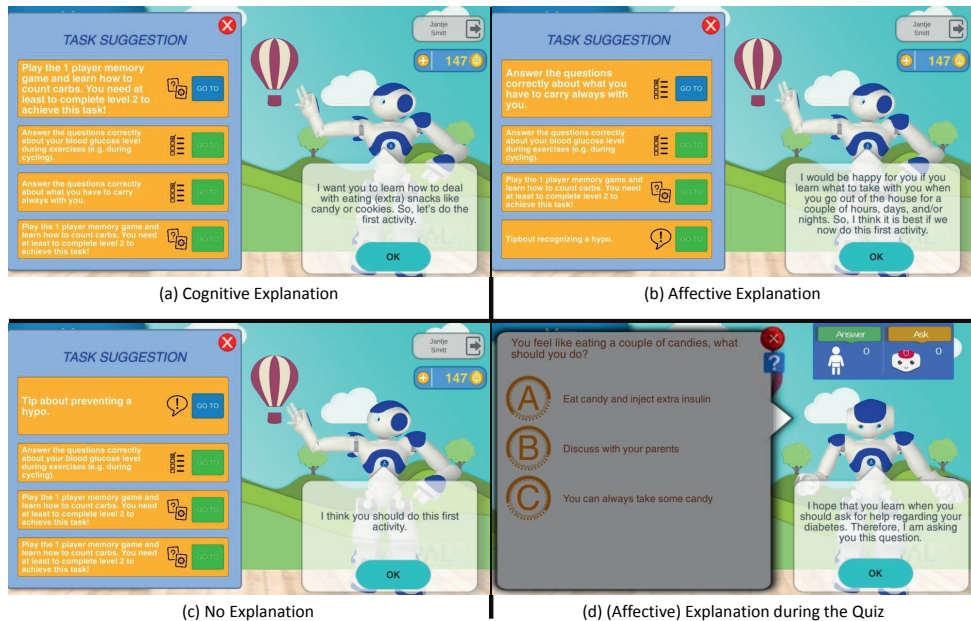 TASK SUGGESTION
Play the 1 player memory
game and learn how to
count carbs. You need
at least to complete level 2 to
achieve this task!
GO TO
Answer the questions correctly
about your blood glucose level
during exercises (e.g. during
cycling).
GO TO
Answer the questions
correctly about what
you have to carry
always with you.
GO TO
Play the 1 player memory game and
learn how to count carbs. You need
at least to complete level 2 to
achieve this task!
GO TO
Jantje
Smitt
147
I want you to learn how to deal
with eating (extra) snacks like
candy or cookies. So, let's do the
first activity.
OK
(a) Cognitive Explanation
TASK SUGGESTION
Answer the questions
correctly about what you
have to carry always with
you.
GO TO
Answer the questions correctly
about your blood glucose level
during exercises (e.g. during
cycling).
GO TO
Play the 1 player memory game and
learn how to count carbs. You need
at least to complete level 2 to
achieve this task!
GO TO
Tipbout recognizing a hypo.
GO TO
Jantje
Smitt
147
I would be happy for you if you
learn what to take with you when
you go out of the house for a
couple of hours, days, and/or
nights. So, I think it is best if we
now do this first activity.
OK
(b) Affective Explanation
TASK SUGGESTION
Tip about preventing a
hypo.
GO TO
Answer the questions correctly
about your blood glucose level
during exercises (e.g. during
cycling).
GO TO
Play the 1 player memory game and
learn how to count carbs. You need
at least to complete level 2 to
achieve this task!
GO TO
Play the 1 player memory game and
learn how to count carbs. You need
at least to complete level 2 to
achieve this task!
GO TO
Jantje
Smitt
147
I think you should do this first
activity.
OK
(c) No Explanation
You feel like eating a couple of candies, what
should you do?
A Eat candy and inject extra insulin
B Discuss with your parents
C You can always take some candy
?
Answer
0
Ask
0
I hope that you learn when you
should ask for help regarding your
diabetes. Therefore, I am asking
you this question.
OK
(d) (Affective) Explanation during the Quiz